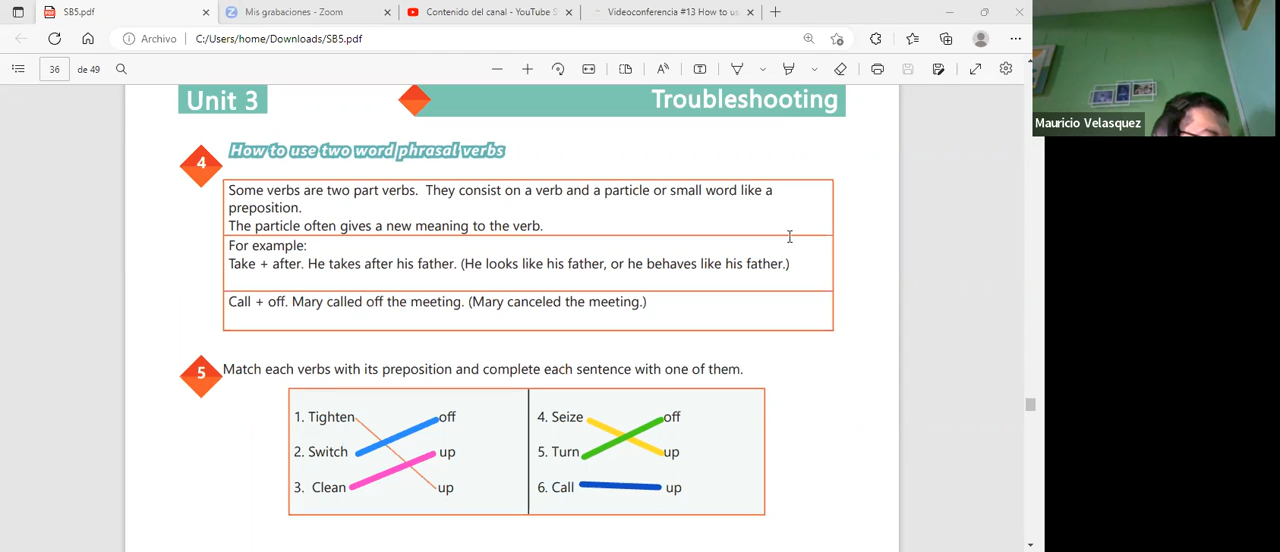 SB5.pdf
Mis grabaciones - Zoom
Contenido del canal - YouTube S
Videoconferencia #13 How to u
Archivo C:/Users/home/Downloads/SB5.pdf
36 de 49
Unit 3
Troubleshooting
Mauricio Velasquez
4
How to use two word phrasal verbs
Some verbs are two part verbs. They consist on a verb and a particle or small word like a
preposition.
The particle often gives a new meaning to the verb.
For example:
Take + after. He takes after his father. (He looks like his father, or he behaves like his father.)
Call + off. Mary called off the meeting. (Mary canceled the meeting.)
5
Match each verbs with its preposition and complete each sentence with one of them.
1. Tighten off
2. Switch up
3. Clean up
4. Seize off
5. Turn up
6. Call up